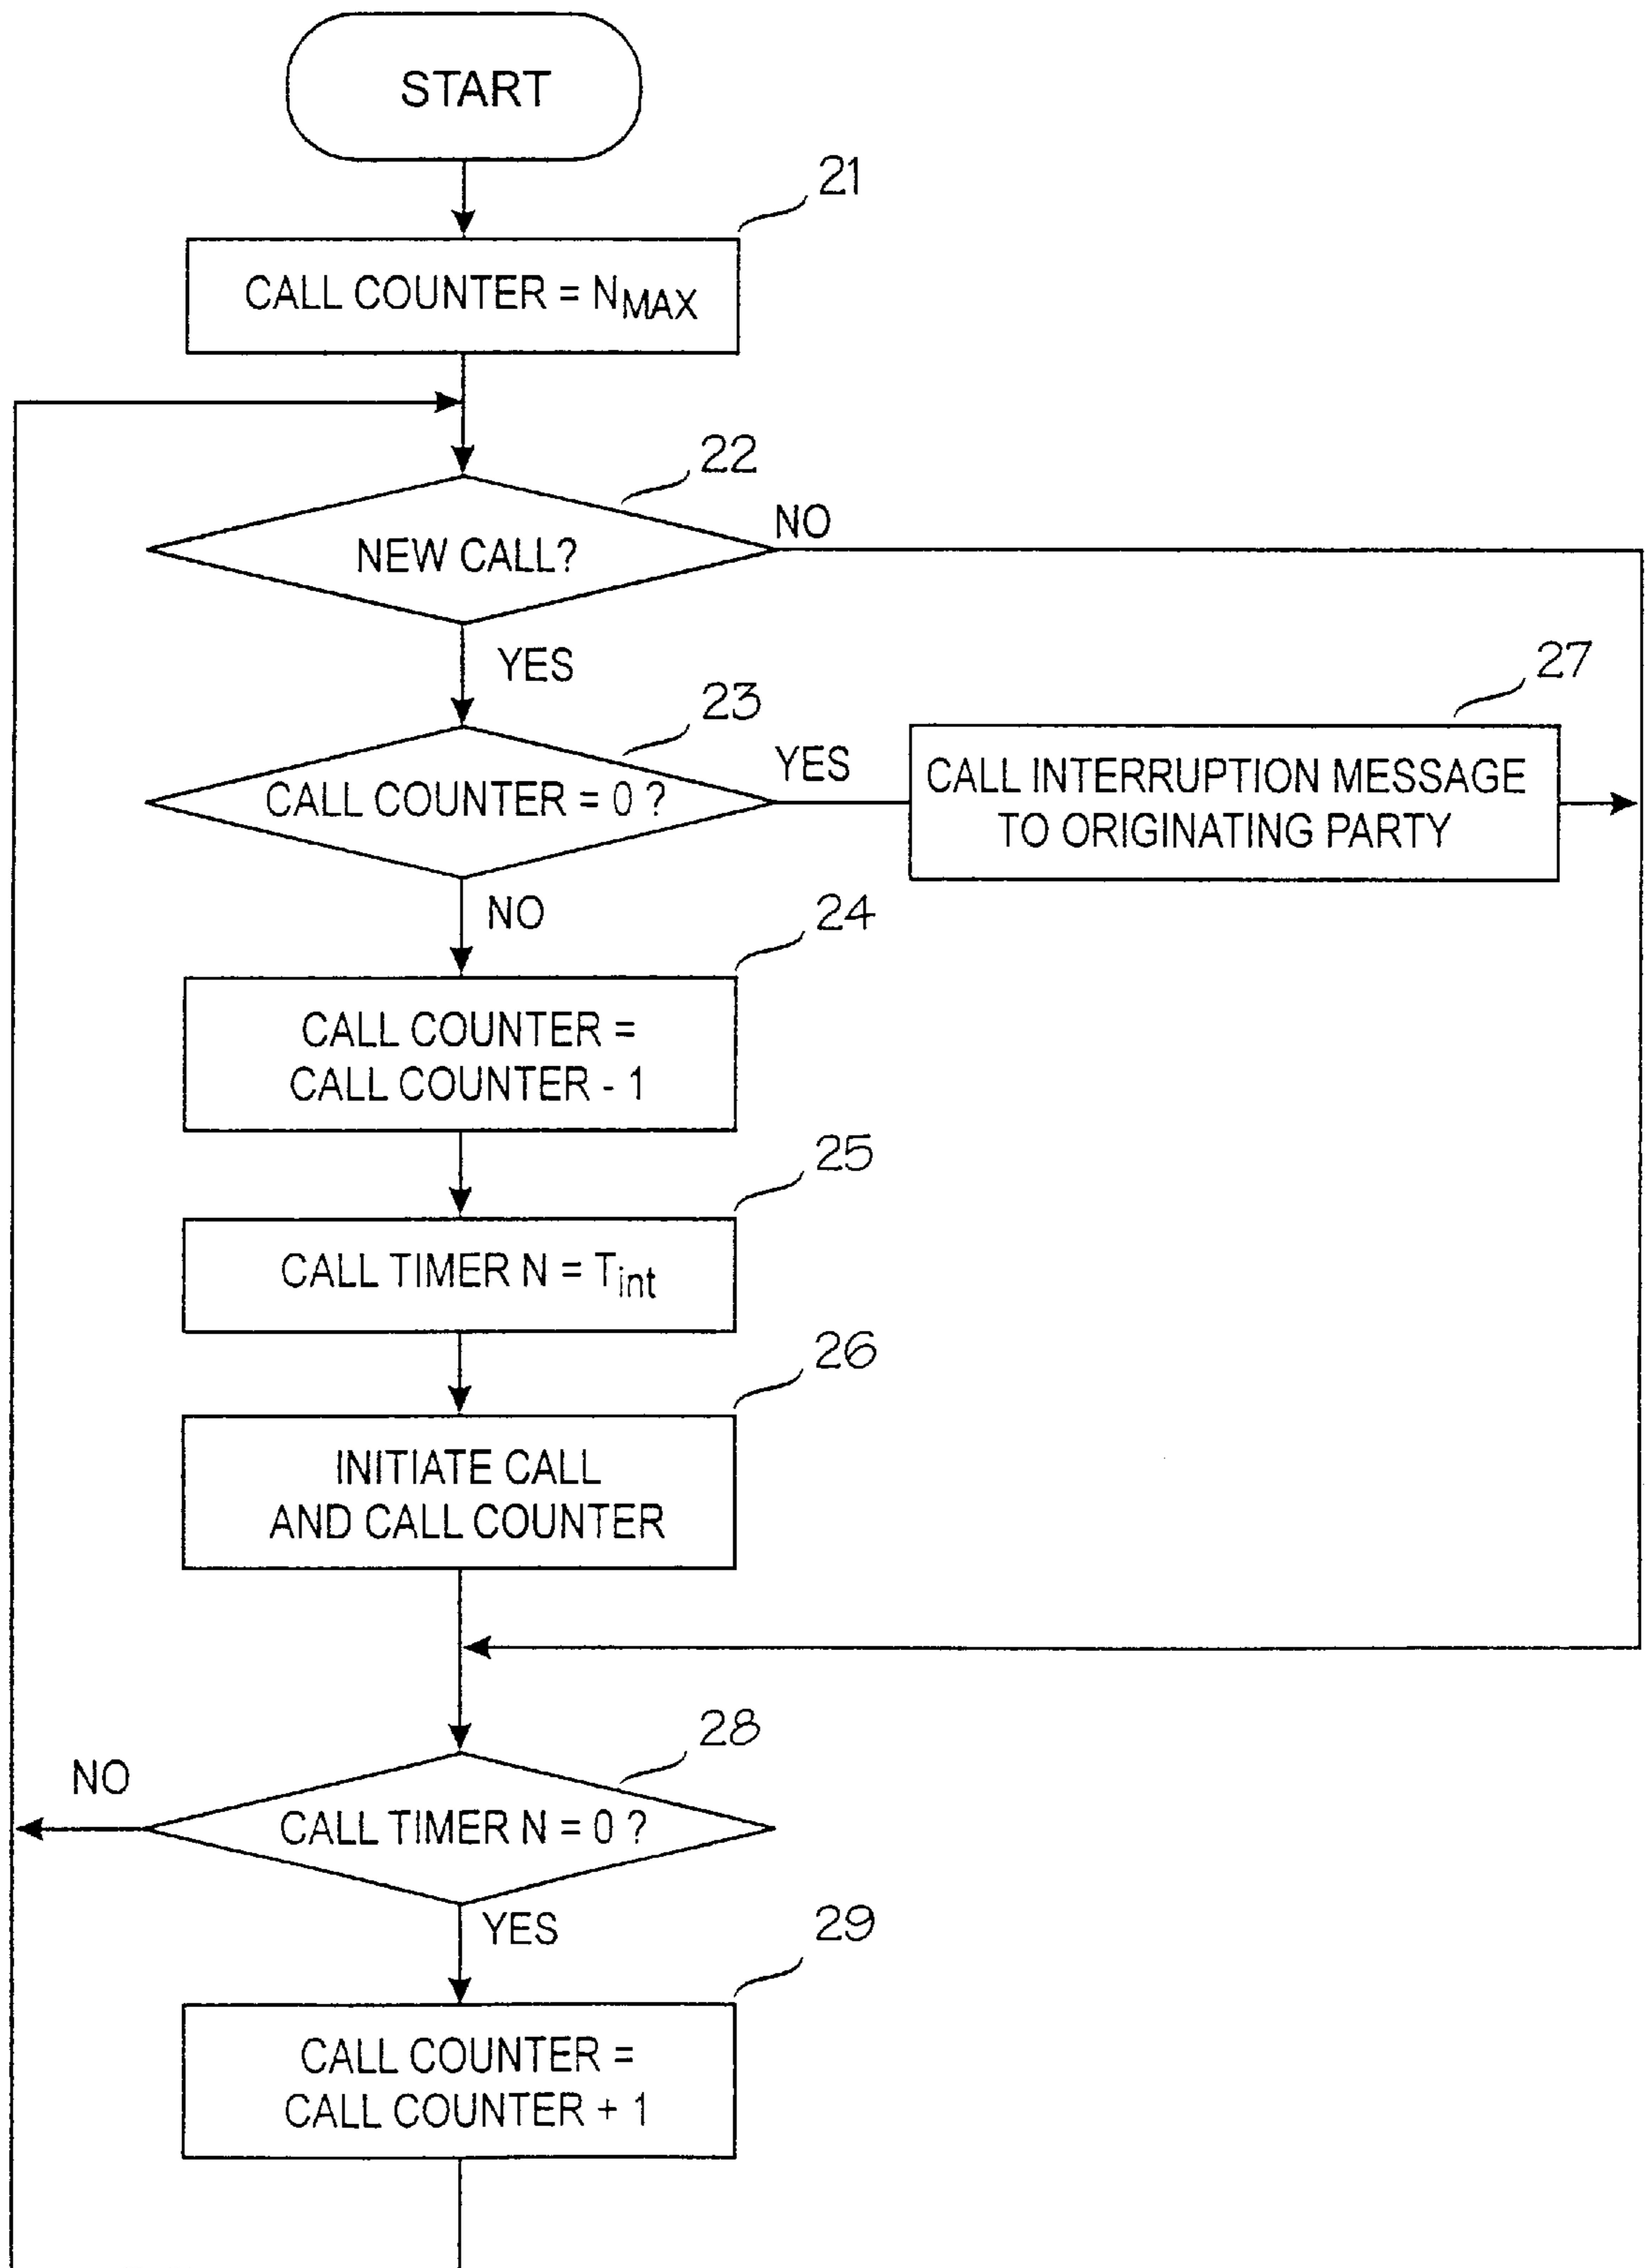 START
21
CALL COUNTER = NMAX
22
NEW CALL?
NO
YES
23
CALL COUNTER = 0 ?
YES
27
CALL INTERRUPTION MESSAGE
TO ORIGINATING PARTY
NO
24
CALL COUNTER =
CALL COUNTER - 1
25
CALL TIMER N = Tint
26
INITIATE CALL
AND CALL COUNTER
28
NO
CALL TIMER N = 0 ?
YES
29
CALL COUNTER =
CALL COUNTER + 1